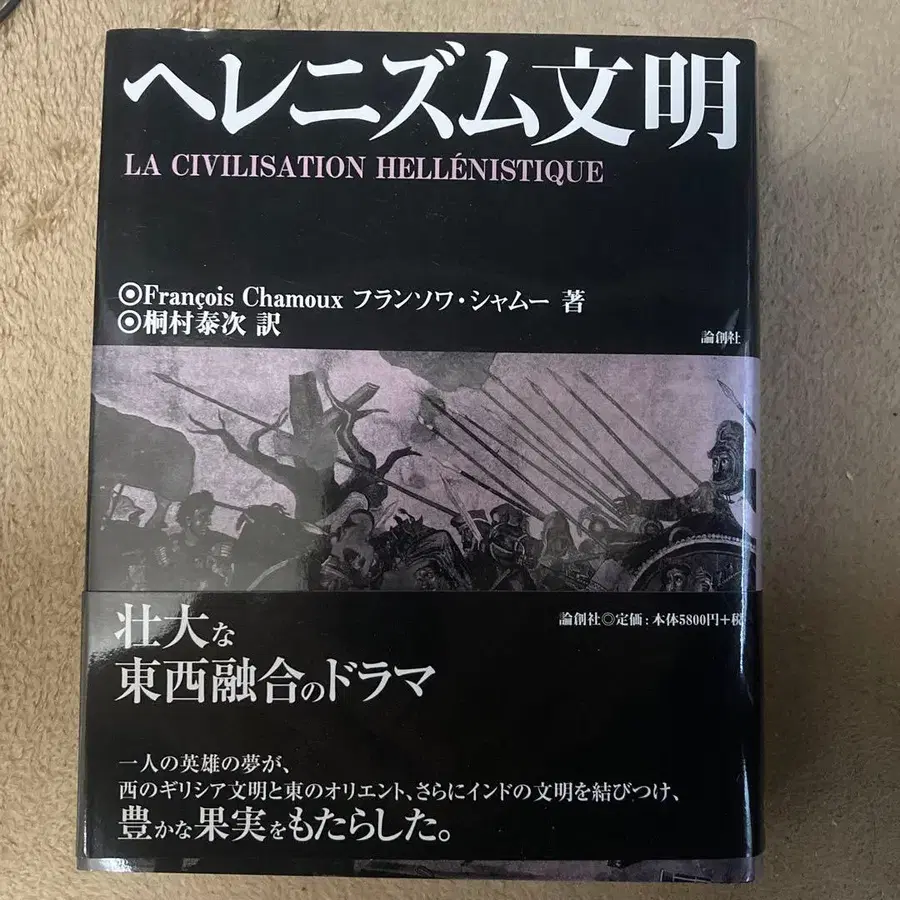 ヘレニズム文明
LA CIVILISATION HELLÉNISTIQUE
◎François Chamoux フランソワ・シャムー 著
◎桐村泰次 訳
論創社
壮大な
東西融合のドラマ
論創社◎定価：本体5800円+税
一人の英雄の夢が、
西のギリシア文明と東のオリエント、さらにインドの文明を結びつけ、
豊かな果実をもたらした。